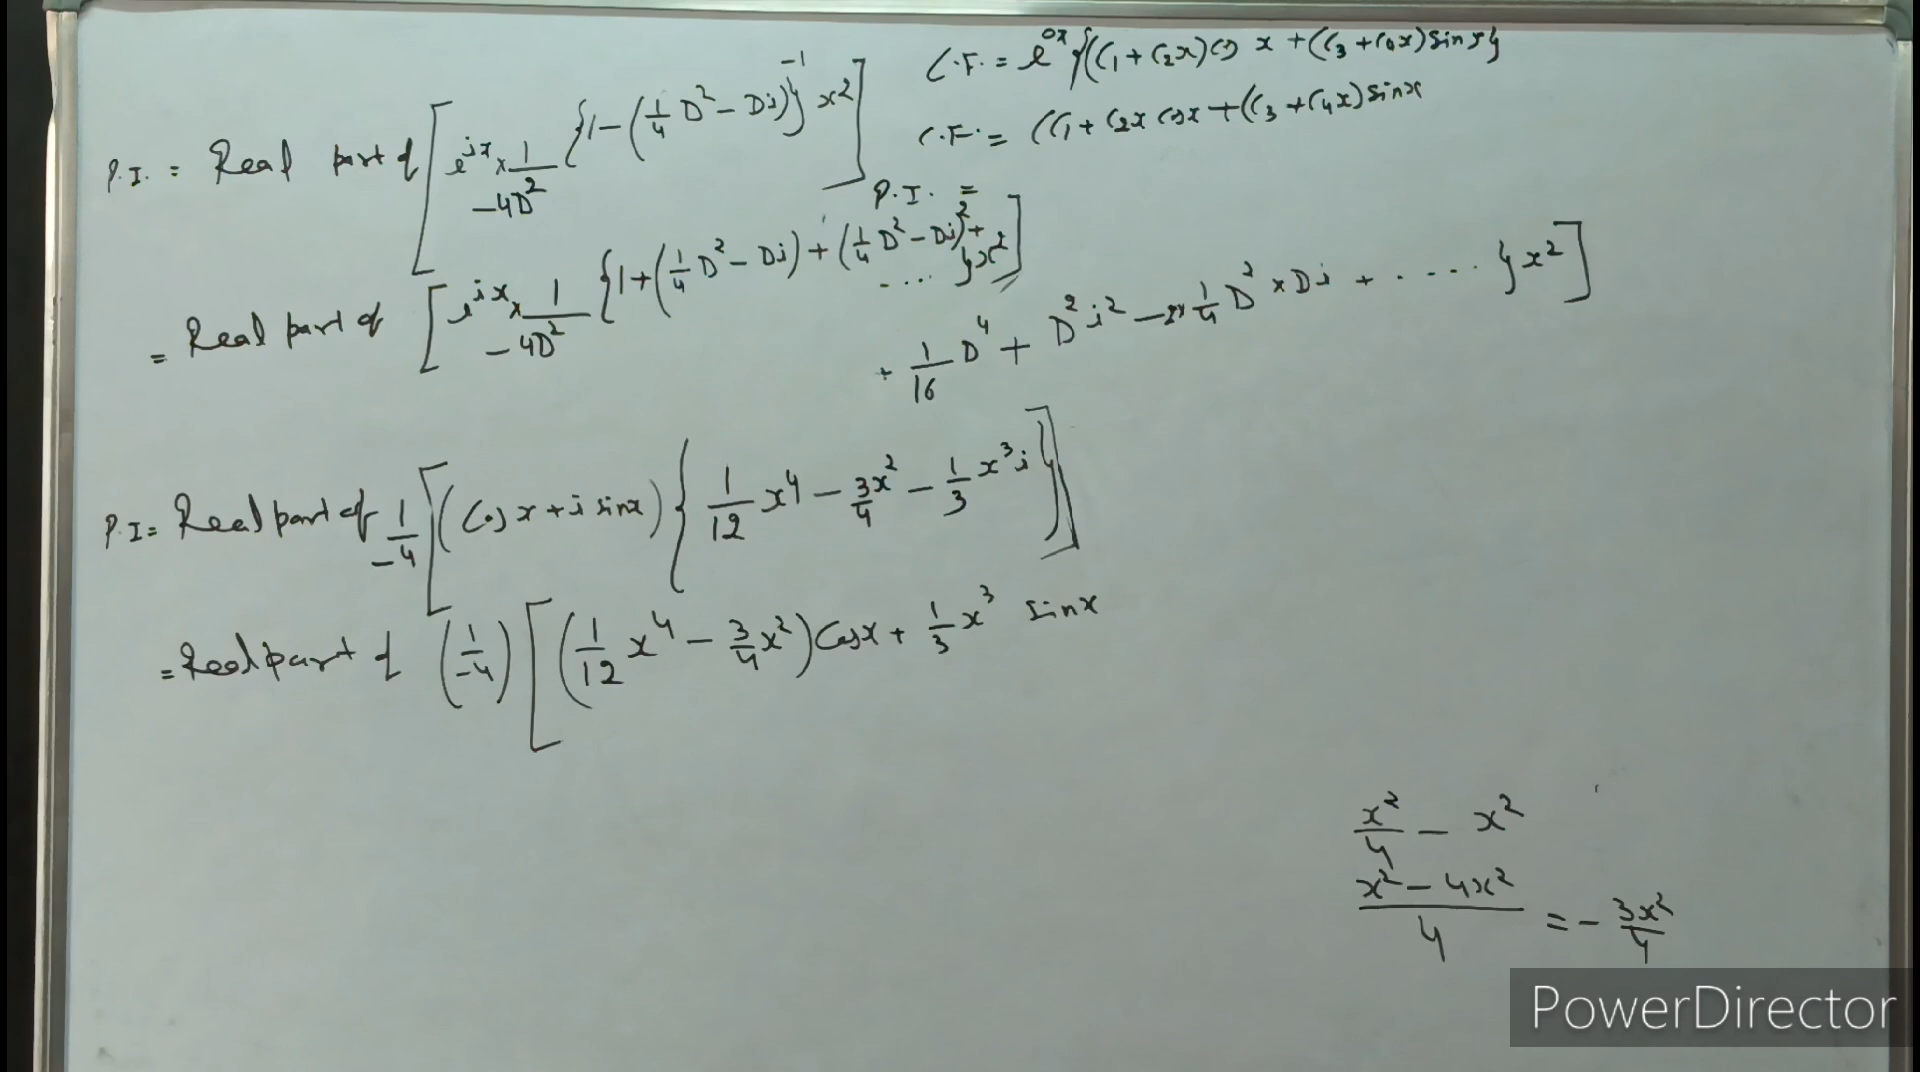 C.F. = e^{0x} {(C₁ + C₂x) cos x + (C₃ + C₄x) sin x}
C.F. = (C₁ + C₂x cos x + (C₃ + C₄x) sin x
P.I. = Real part of [e^{ix} × 1/(-4D²) {1 - (1/4 D² - Di)}⁻¹ x²]
P.I. =
= Real part of [e^{ix} × 1/(-4D²) {1 + (1/4 D² - Di) + (1/4 D² - Di)² + .... } x²]
+ 1/16 D⁴ + D² i² - 2 × 1/4 D² × Di + ..... } x²]
P.I = Real part of 1/-4 [(Cos x + i sin x) { 1/12 x⁴ - 3x²/4 - 1/3 x³ i }]
= Real part of (1/-4) [(1/12 x⁴ - 3/4 x²) Cos x + 1/3 x³ sin x
x²/4 - x²
(x² - 4x²)/4 = - 3x²/4
PowerDirector